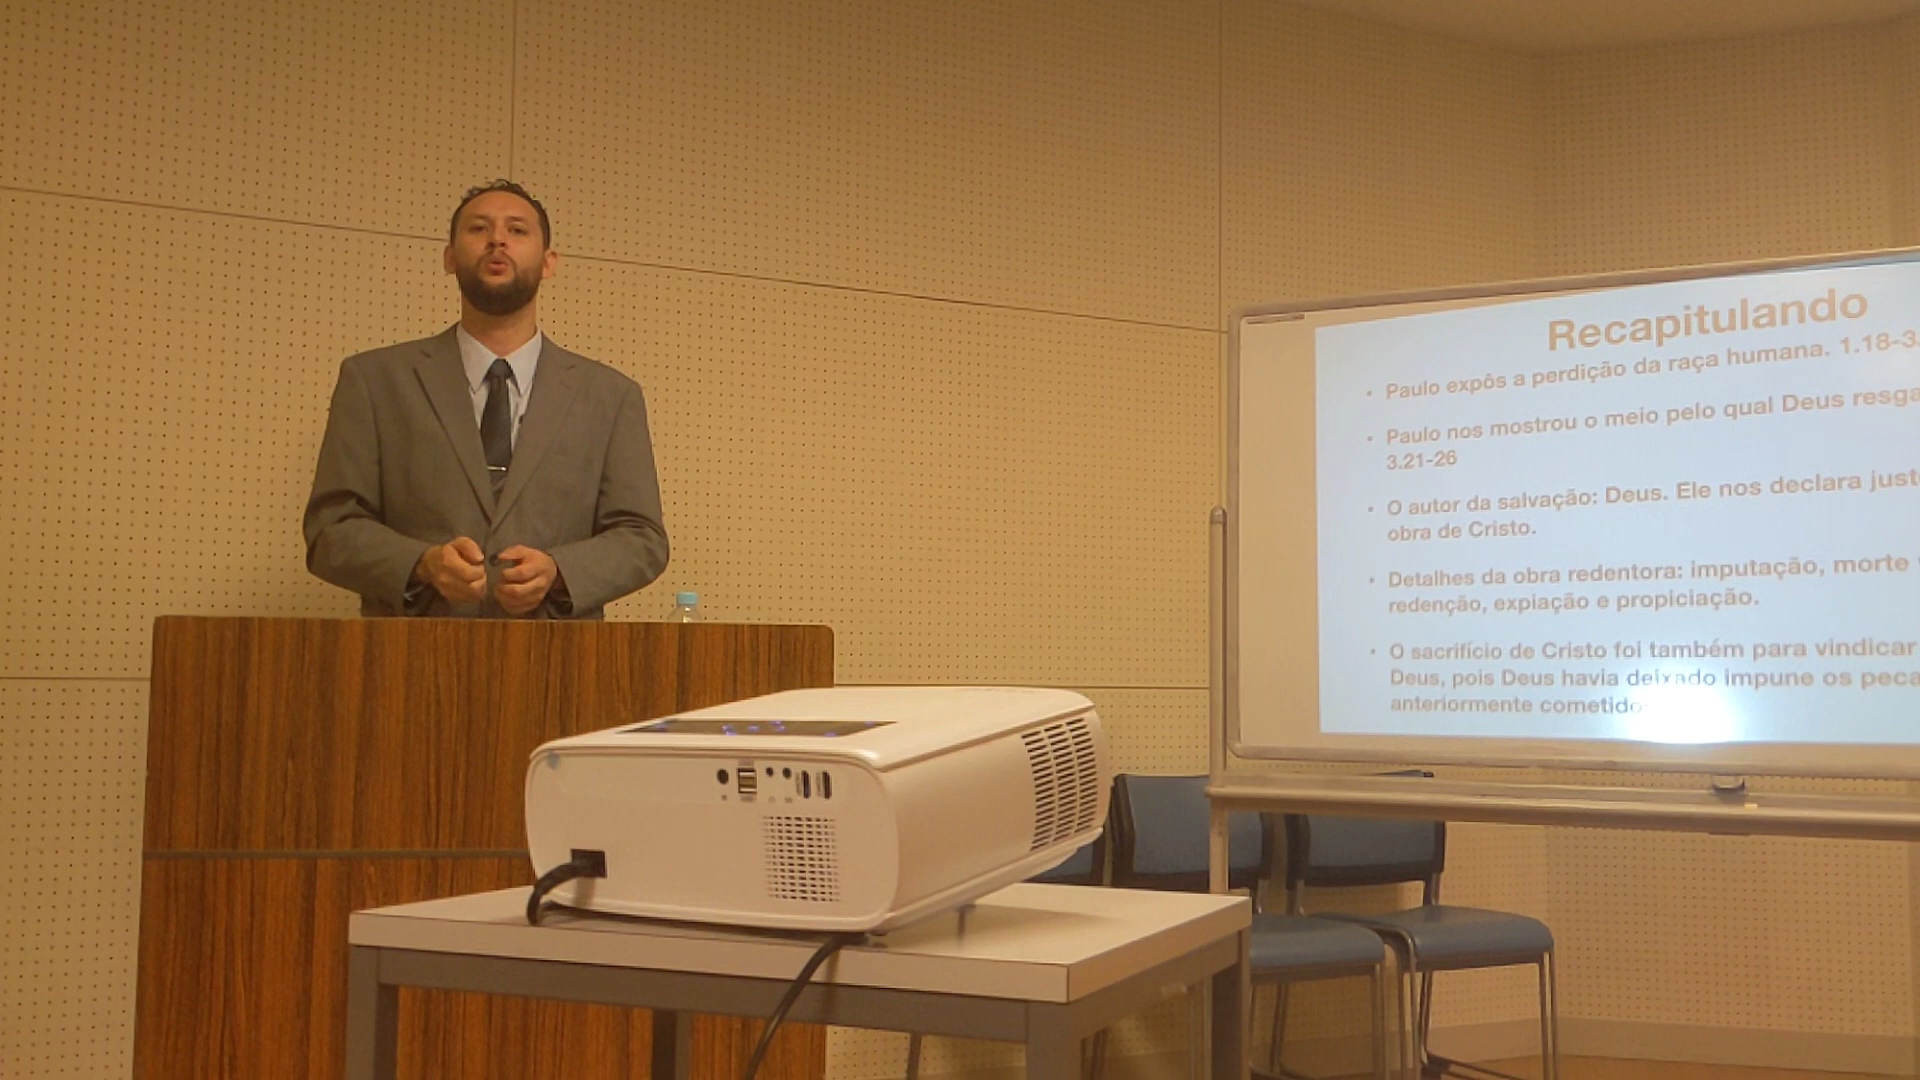 Recapitulando
• Paulo expôs a perdição da raça humana. 1.18-3.
• Paulo nos mostrou o meio pelo qual Deus resga
3.21-26
• O autor da salvação: Deus. Ele nos declara just
obra de Cristo.
• Detalhes da obra redentora: imputação, morte
redenção, expiação e propiciação.
• O sacrifício de Cristo foi também para vindicar
Deus, pois Deus havia deixado impune os peca
anteriormente cometido